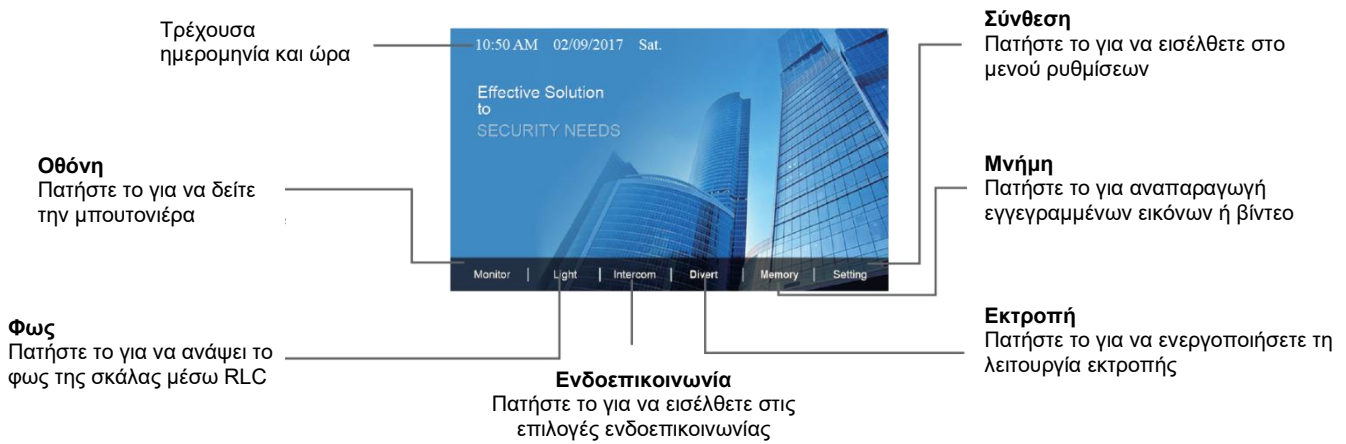 Τρέχουσα
ημερομηνία και ώρα
10:50 AM 02/09/2017 Sat.
Effective Solution
to
SECURITY NEEDS
Σύνθεση
Πατήστε το για να εισέλθετε στο
μενού ρυθμίσεων
Οθόνη
Πατήστε το για να δείτε
την μπουτονιέρα
Μνήμη
Πατήστε το για αναπαραγωγή
εγγεγραμμένων εικόνων ή βίντεο
Monitor | Light | Intercom | Divert | Memory | Setting
Φως
Πατήστε το για να ανάψει το
φως της σκάλας μέσω RLC
Εκτροπή
Πατήστε το για να ενεργοποιήσετε τη
λειτουργία εκτροπής
Ενδοεπικοινωνία
Πατήστε το για να εισέλθετε στις
επιλογές ενδοεπικοινωνίας